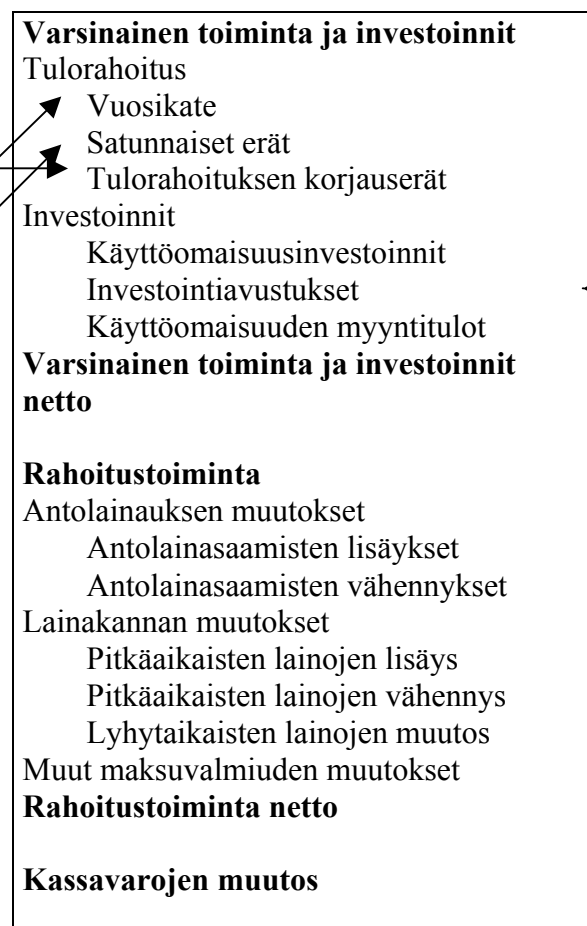 Varsinainen toiminta ja investoinnit
Tulorahoitus
Vuosikate
Satunnaiset erät
Tulorahoituksen korjauserät
Investoinnit
Käyttöomaisuusinvestoinnit
Investointiavustukset
Käyttöomaisuuden myyntitulot
Varsinainen toiminta ja investoinnit
netto
Rahoitustoiminta
Antolainauksen muutokset
Antolainasaamisten lisäykset
Antolainasaamisten vähennykset
Lainakannan muutokset
Pitkäaikaisten lainojen lisäys
Pitkäaikaisten lainojen vähennys
Lyhytaikaisten lainojen muutos
Muut maksuvalmiuden muutokset
Rahoitustoiminta netto
Kassavarojen muutos